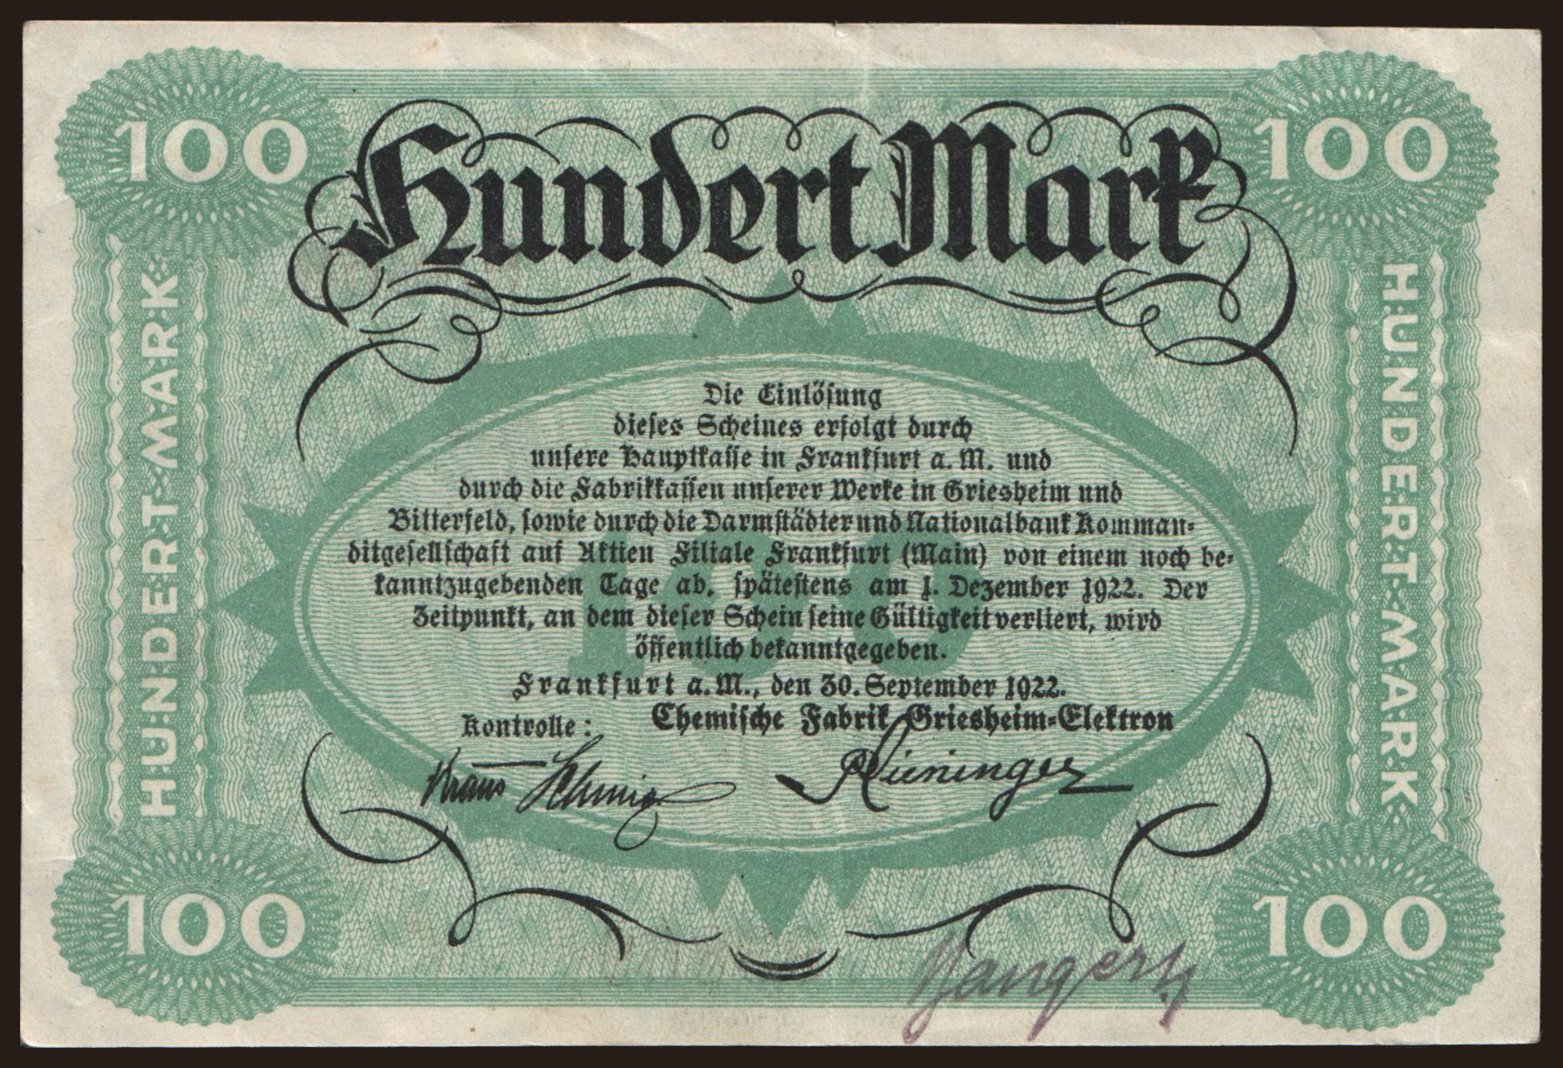 100
100
Hundert Mark
HUNDERT·MARK·
HUNDERT·MARK·
Die Einlösung
dieses Scheines erfolgt durch
unsere Hauptkasse in Frankfurt a. M. und
durch die Fabrikkassen unserer Werke in Griesheim und
Bitterfeld, sowie durch die Darmstädter und Nationalbank Komman-
ditgesellschaft auf Aktien Filiale Frankfurt (Main) von einem noch be-
kanntzugebenden Tage ab, spätestens am 1. Dezember 1922. Der
Zeitpunkt, an dem dieser Schein seine Gültigkeit verliert, wird
öffentlich bekanntgegeben.
100
Frankfurt a. M., den 30. September 1922.
Kontrolle: Chemische Fabrik Griesheim-Elektron
Kraus
100
100